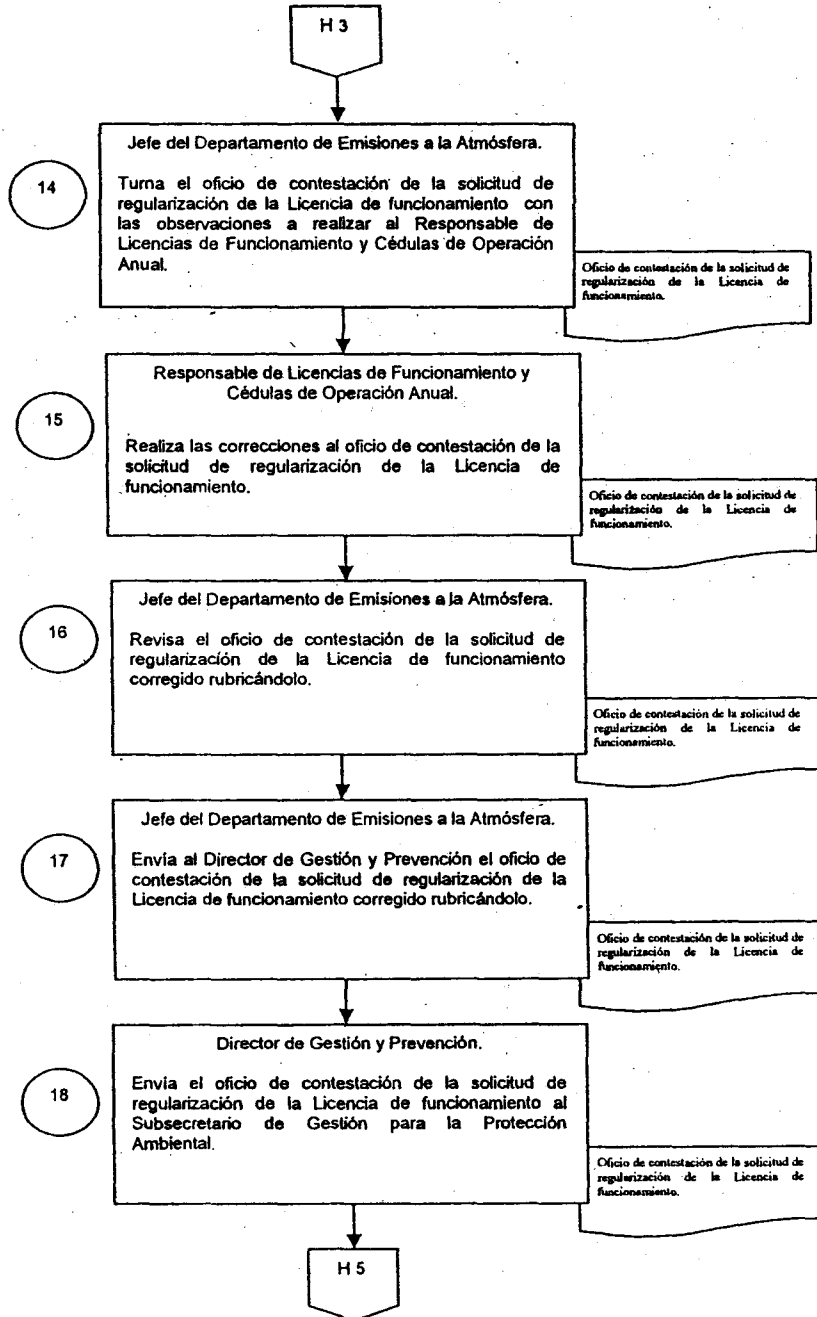 H 3
Jefe del Departamento de Emisiones a la Atmósfera.
14
Turna el oficio de contestación de la solicitud de
regularización de la Licencia de funcionamiento con
las observaciones a realizar al Responsable de
Licencias de Funcionamiento y Cédulas de Operación
Anual.
Oficio de contestación de la solicitud de
regularización de la Licencia de
funcionamiento.
Responsable de Licencias de Funcionamiento y
Cédulas de Operación Anual.
15
Realiza las correcciones al oficio de contestación de la
solicitud de regularización de la Licencia de
funcionamiento.
Oficio de contestación de la solicitud de
regularización de la Licencia de
funcionamiento.
Jefe del Departamento de Emisiones a la Atmósfera.
16
Revisa el oficio de contestación de la solicitud de
regularización de la Licencia de funcionamiento
corregido rubricándolo.
Oficio de contestación de la solicitud de
regularización de la Licencia de
funcionamiento.
Jefe del Departamento de Emisiones a la Atmósfera.
17
Envía al Director de Gestión y Prevención el oficio de
contestación de la solicitud de regularización de la
Licencia de funcionamiento corregido rubricándolo.
Oficio de contestación de la solicitud de
regularización de la Licencia de
funcionamiento.
Director de Gestión y Prevención.
18
Envía el oficio de contestación de la solicitud de
regularización de la Licencia de funcionamiento al
Subsecretario de Gestión para la Protección
Ambiental.
Oficio de contestación de la solicitud de
regularización de la Licencia de
funcionamiento.
H 5